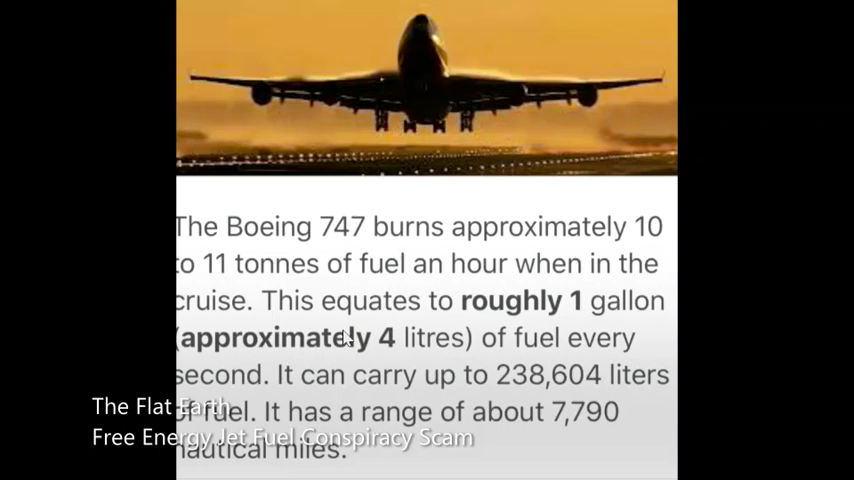 The Boeing 747 burns approximately 10
to 11 tonnes of fuel an hour when in the
cruise. This equates to roughly 1 gallon
(approximately 4 litres) of fuel every
second. It can carry up to 238,604 liters
of fuel. It has a range of about 7,790
nautical miles.
The Flat Earth
Free Energy Jet Fuel Conspiracy Scam